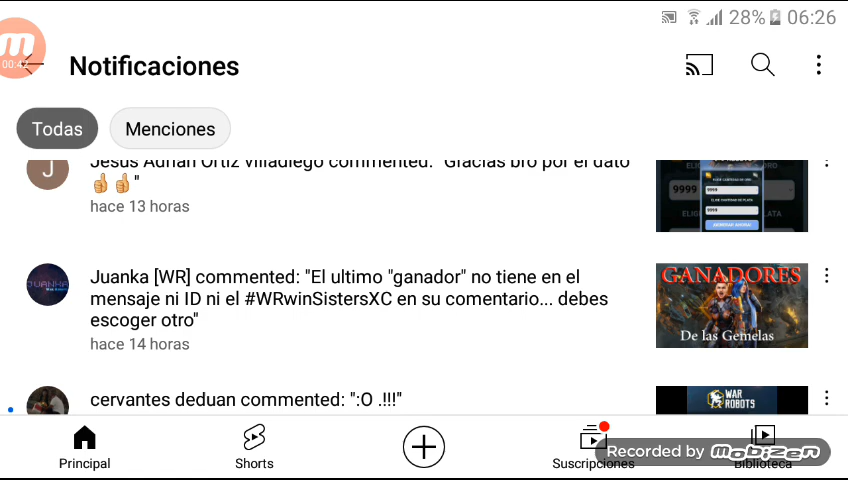 28% 06:26
00:42
Notificaciones
Todas
Menciones
J
Jesus Adrian Ortiz Villadiego commented: "Gracias bro por el dato
👍👍"
hace 13 horas
9999
9999
9999
Juanka [WR] commented: "El ultimo "ganador" no tiene en el
mensaje ni ID ni el #WRwinSistersXC en su comentario... debes
escoger otro"
hace 14 horas
JUANKA
GANADORES
De las Gemelas
cervantes deduan commented: ":O .!!!"
WAR
ROBOTS
Principal
Shorts
Suscripciones
Biblioteca
Recorded by mobizen